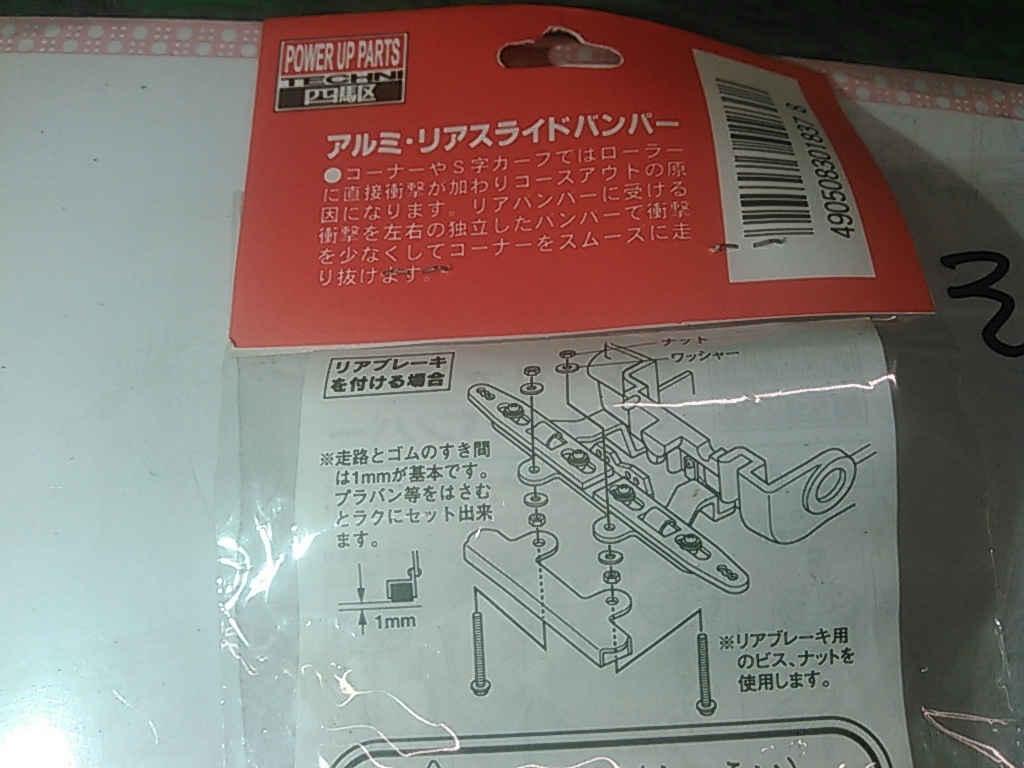 POWER UP PARTS
TECHNI
四駆区
アルミ・リアスライドバンパー
●コーナーやS字カーブではローラー
に直接衝撃が加わりコースアウトの原
因になります。リアバンパーに受ける
衝撃を左右の独立したバンパーで衝撃
を少なくしてコーナーをスムーズに走
り抜けます。
4905083018378
リアブレーキ
を付ける場合
ナット
ワッシャー
※走路とゴムのすき間
は1mmが基本です。
プラバン等をはさむ
とラクにセット出来
ます。
1mm
※リアブレーキ用
のビス、ナットを
使用します。